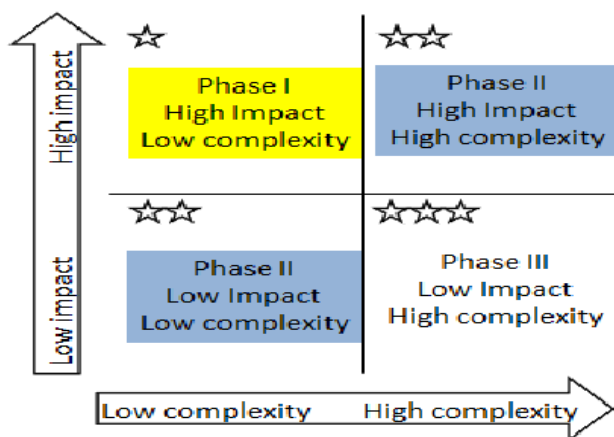 High impact
Low impact
Phase I
High Impact
Low complexity
Phase II
High Impact
High complexity
Phase II
Low Impact
Low complexity
Phase III
Low Impact
High complexity
Low complexity
High complexity